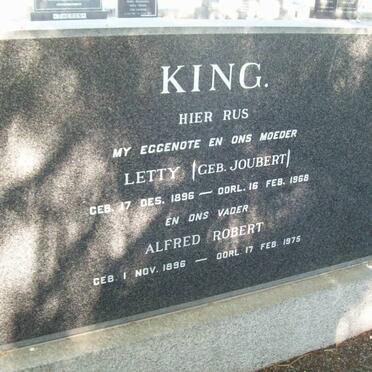 KING.
HIER RUS
MY EGGENOTE EN ONS MOEDER
LETTY (GEB. JOUBERT)
GEB. 17 DES. 1896 — OORL. 16 FEB. 1968
EN ONS VADER
ALFRED ROBERT
GEB. 1 NOV. 1896 — OORL. 17 FEB. 1975